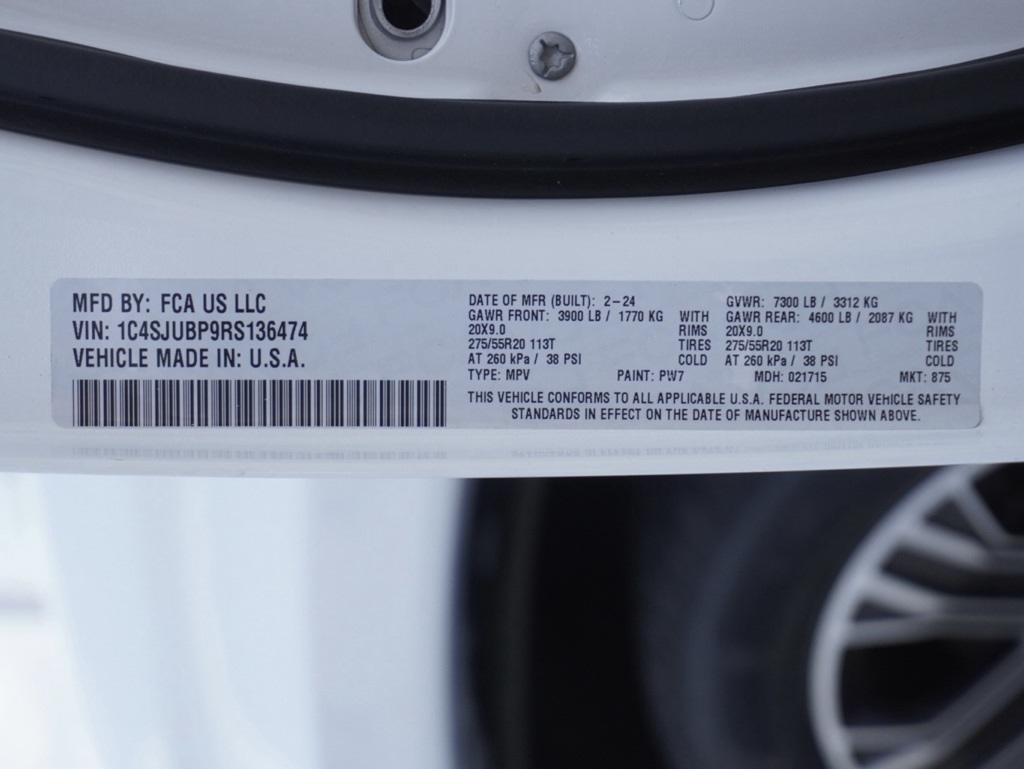 MFD BY: FCA US LLC
VIN: 1C4SJUBP9RS136474
VEHICLE MADE IN: U.S.A.
DATE OF MFR (BUILT): 2-24
GAWR FRONT: 3900 LB / 1770 KG WITH
20X9.0 RIMS
275/55R20 113T TIRES
AT 260 kPa / 38 PSI COLD
TYPE: MPV PAINT: PW7
GVWR: 7300 LB / 3312 KG
GAWR REAR: 4600 LB / 2087 KG WITH
20X9.0 RIMS
275/55R20 113T TIRES
AT 260 kPa / 38 PSI COLD
MDH: 021715 MKT: 875
THIS VEHICLE CONFORMS TO ALL APPLICABLE U.S.A. FEDERAL MOTOR VEHICLE SAFETY
STANDARDS IN EFFECT ON THE DATE OF MANUFACTURE SHOWN ABOVE.